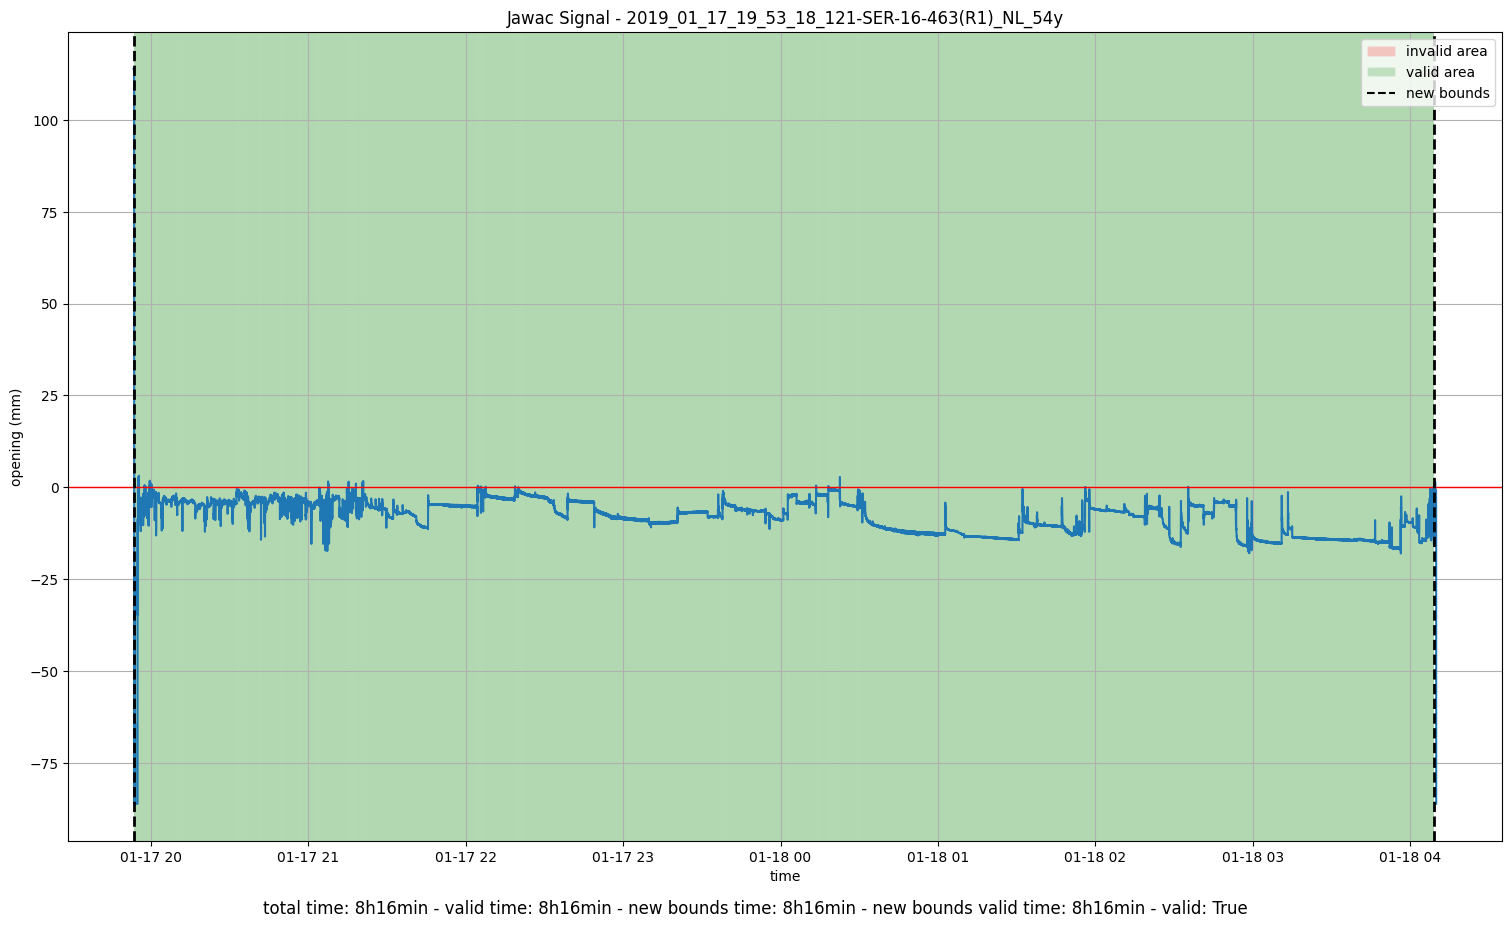 Jawac Signal - 2019_01_17_19_53_18_121-SER-16-463(R1)_NL_54y
invalid area
valid area
new bounds
100
75
50
25
0
−25
−50
−75
opening (mm)
01-17 20
01-17 21
01-17 22
01-17 23
01-18 00
01-18 01
01-18 02
01-18 03
01-18 04
time
total time: 8h16min - valid time: 8h16min - new bounds time: 8h16min - new bounds valid time: 8h16min - valid: True